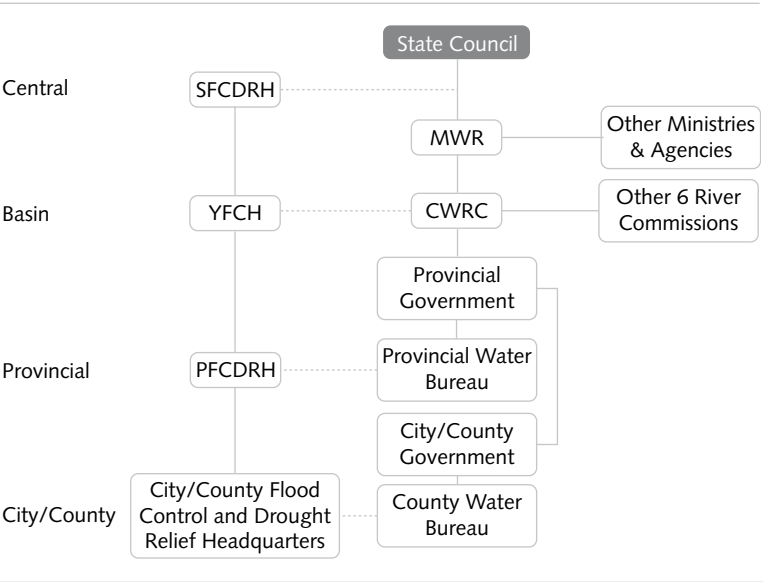 State Council
Central
SFCDRH
MWR
Other Ministries
& Agencies
Basin
YFCH
CWRC
Other 6 River
Commissions
Provincial
Government
Provincial
PFCDRH
Provincial Water
Bureau
City/County
Government
City/County
City/County Flood
Control and Drought
Relief Headquarters
County Water
Bureau